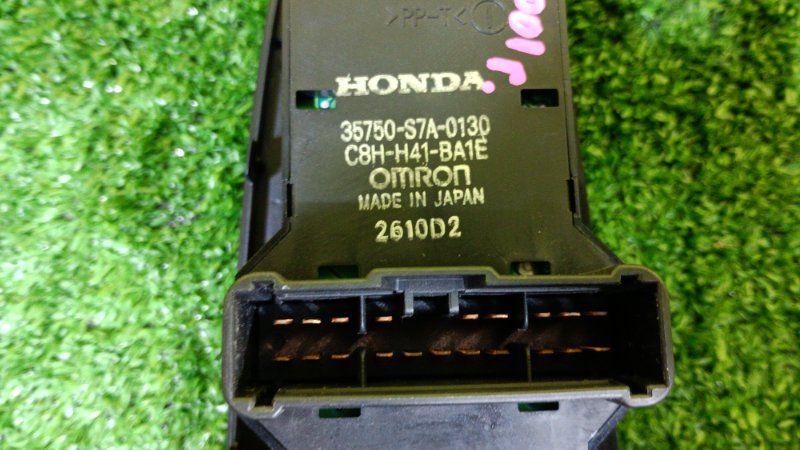 >PP-T<
HONDA
35750-S7A-0130
C8H-H41-BA1E
OMRON
MADE IN JAPAN
2610D2